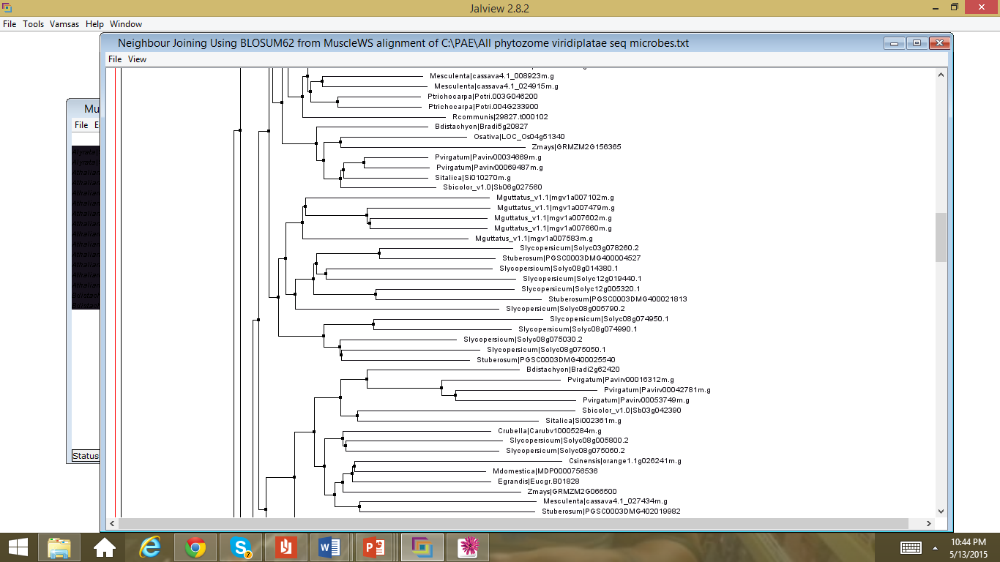 Jalview 2.8.2
File Tools Vamsas Help Window
Neighbour Joining Using BLOSUM62 from MuscleWS alignment of C:\PAE\All phytozome viridiplatae seq microbes.txt
File View
Mu
File E
Mesculenta|cassava4.1_008923m.g
Mesculenta|cassava4.1_024915m.g
Ptrichocarpa|Potri.003G046200
Ptrichocarpa|Potri.004G233900
Rcommunis|29827.t000102
Bdistachyon|Bradi5g20827
Osativa|LOC_Os04g51340
Zmays|GRMZM2G156365
Pvirgatum|Pavirv00034669m.g
Pvirgatum|Pavirv00069487m.g
Sitalica|Si010270m.g
Sbicolor_v1.0|Sb06g027560
Mguttatus_v1.1|mgv1a007102m.g
Mguttatus_v1.1|mgv1a007479m.g
Mguttatus_v1.1|mgv1a007602m.g
Mguttatus_v1.1|mgv1a007660m.g
Mguttatus_v1.1|mgv1a007583m.g
Slycopersicum|Solyc03g078260.2
Stuberosum|PGSC0003DMG400004527
Slycopersicum|Solyc08g014380.1
Slycopersicum|Solyc12g019440.1
Slycopersicum|Solyc12g005320.1
Stuberosum|PGSC0003DMG400021813
Slycopersicum|Solyc08g005790.2
Slycopersicum|Solyc08g074950.1
Slycopersicum|Solyc08g074990.1
Slycopersicum|Solyc08g075030.2
Slycopersicum|Solyc08g075050.1
Stuberosum|PGSC0003DMG400025540
Bdistachyon|Bradi2g62420
Pvirgatum|Pavirv00016312m.g
Pvirgatum|Pavirv00042781m.g
Pvirgatum|Pavirv00053749m.g
Sbicolor_v1.0|Sb03g042390
Sitalica|Si002361m.g
Crubella|Carubv10005284m.g
Slycopersicum|Solyc08g005800.2
Slycopersicum|Solyc08g075060.2
Csinensis|orange1.1g026241m.g
Mdomestica|MDP0000756536
Egrandis|Eucgr.B01828
Zmays|GRMZM2G066500
Mesculenta|cassava4.1_027434m.g
Stuberosum|PGSC0003DMG402019982
Status
10:44 PM
5/13/2015